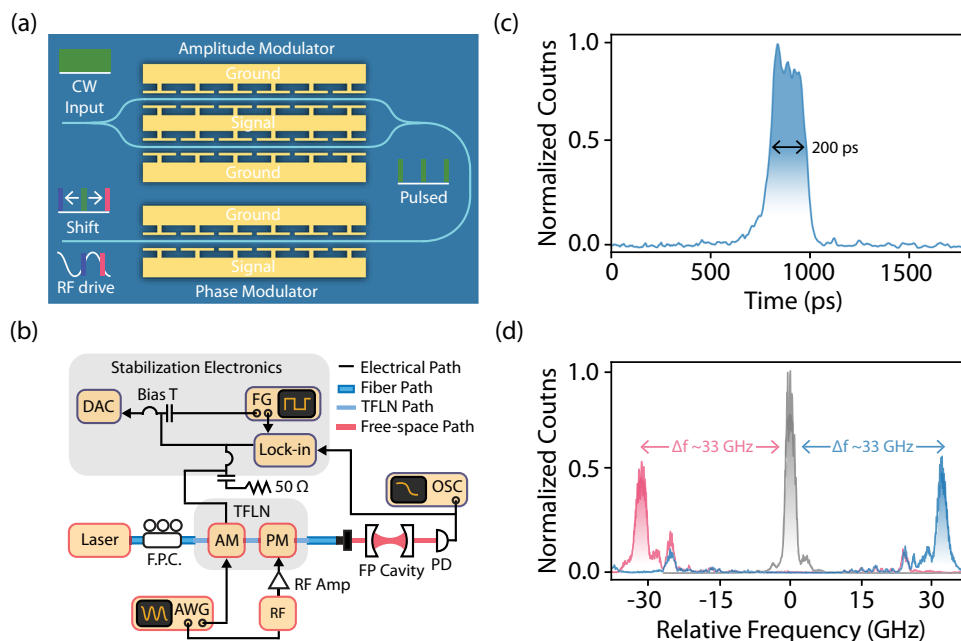 (a)
Amplitude Modulator
CW
Input
Ground
Signal
Ground
Pulsed
Shift
RF drive
Ground
Signal
Phase Modulator
(b)
Stabilization Electronics
DAC
Bias T
FG
Lock-in
50 Ω
Electrical Path
Fiber Path
TFLN Path
Free-space Path
OSC
TFLN
Laser
F.P.C.
AM
PM
FP Cavity
PD
RF Amp
AWG
RF
(c)
Normalized Coutns
1.0
0.5
0.0
200 ps
0
500
1000
1500
Time (ps)
(d)
Normalized Coutns
1.0
0.5
0.0
Δf ~33 GHz
Δf ~33 GHz
-30
-15
0
15
30
Relative Frequency (GHz)